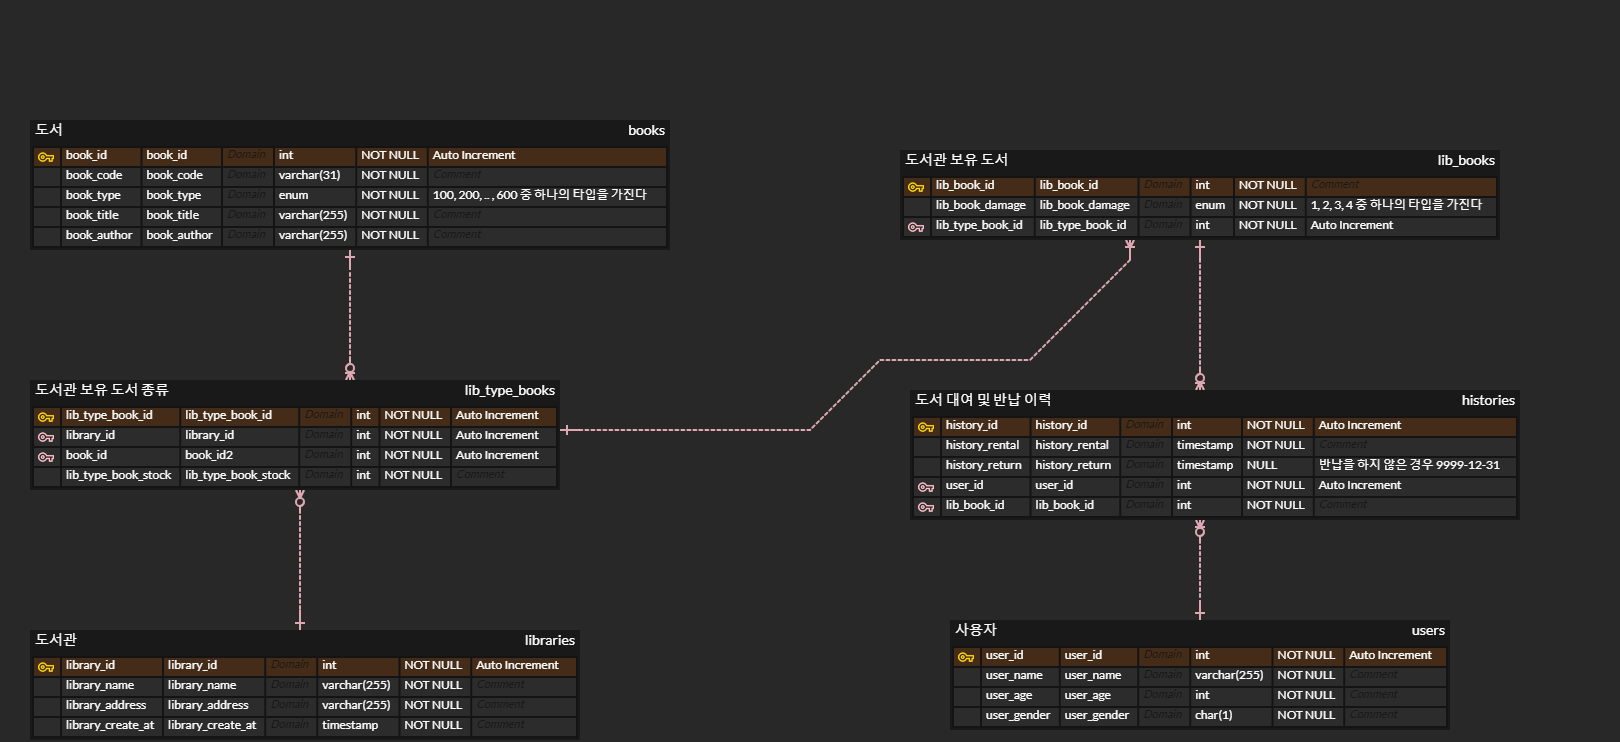 도서 books
book_id book_id Domain int NOT NULL Auto Increment
book_code book_code Domain varchar(31) NOT NULL Comment
book_type book_type Domain enum NOT NULL 100, 200, .. , 600 중 하나의 타입을 가진다
book_title book_title Domain varchar(255) NOT NULL Comment
book_author book_author Domain varchar(255) NOT NULL Comment
도서관 보유 도서 lib_books
lib_book_id lib_book_id Domain int NOT NULL Comment
lib_book_damage lib_book_damage Domain enum NOT NULL 1, 2, 3, 4 중 하나의 타입을 가진다
lib_type_book_id lib_type_book_id Domain int NOT NULL Auto Increment
도서관 보유 도서 종류 lib_type_books
lib_type_book_id lib_type_book_id Domain int NOT NULL Auto Increment
library_id library_id Domain int NOT NULL Auto Increment
book_id book_id2 Domain int NOT NULL Auto Increment
lib_type_book_stock lib_type_book_stock Domain int NOT NULL Comment
도서 대여 및 반납 이력 histories
history_id history_id Domain int NOT NULL Auto Increment
history_rental history_rental Domain timestamp NOT NULL Comment
history_return history_return Domain timestamp NULL 반납을 하지 않은 경우 9999-12-31
user_id user_id Domain int NOT NULL Auto Increment
lib_book_id lib_book_id Domain int NOT NULL Comment
도서관 libraries
library_id library_id Domain int NOT NULL Auto Increment
library_name library_name Domain varchar(255) NOT NULL Comment
library_address library_address Domain varchar(255) NOT NULL Comment
library_create_at library_create_at Domain timestamp NOT NULL Comment
사용자 users
user_id user_id Domain int NOT NULL Auto Increment
user_name user_name Domain varchar(255) NOT NULL Comment
user_age user_age Domain int NOT NULL Comment
user_gender user_gender Domain char(1) NOT NULL Comment